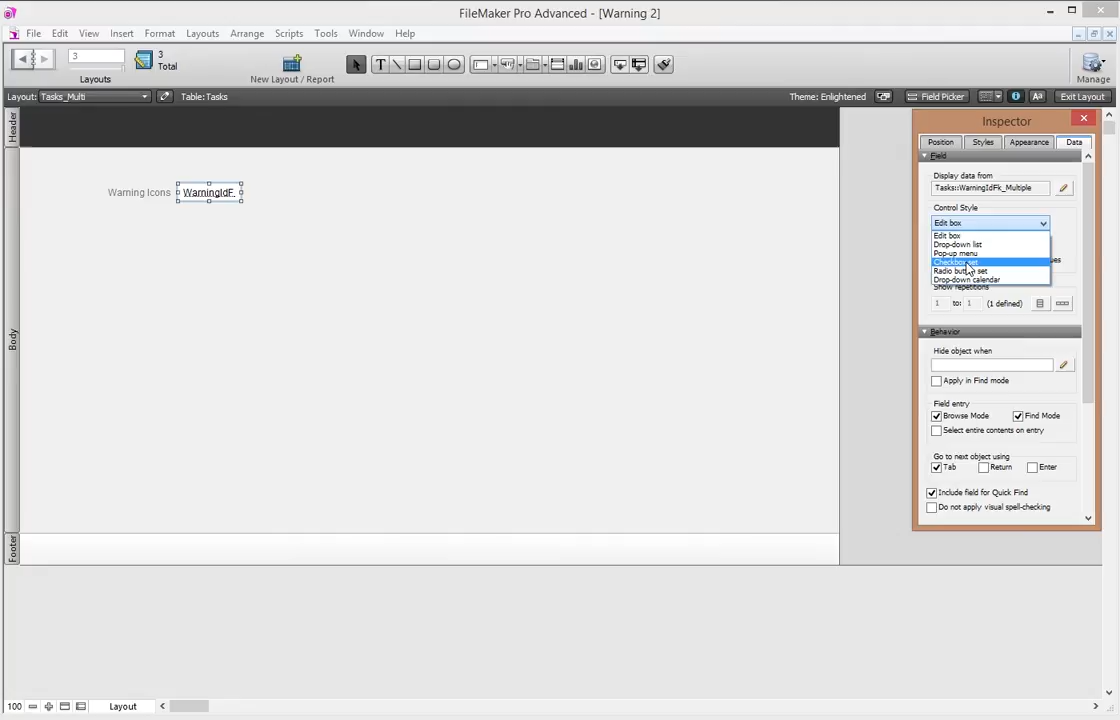 FileMaker Pro Advanced - [Warning 2]
File Edit View Insert Format Layouts Arrange Scripts Tools Window Help
3
3
Total
Layouts
New Layout / Report
Manage
Layout: Tasks_Multi
Table: Tasks
Theme: Enlightened
Field Picker
Aa
Exit Layout
Header
Body
Footer
Warning Icons
WarningIdF.
Inspector
Position Styles Appearance Data
Field
Display data from
Tasks::WarningIdFk_Multiple
Control Style
Edit box
Edit box
Drop-down list
Pop-up menu
Checkbox set
Radio button set
Drop-down calendar
Show repetitions
1 to: 1 (1 defined)
Behavior
Hide object when
Apply in Find mode
Field entry
Browse Mode Find Mode
Select entire contents on entry
Go to next object using
Tab Return Enter
Include field for Quick Find
Do not apply visual spell-checking
100
Layout